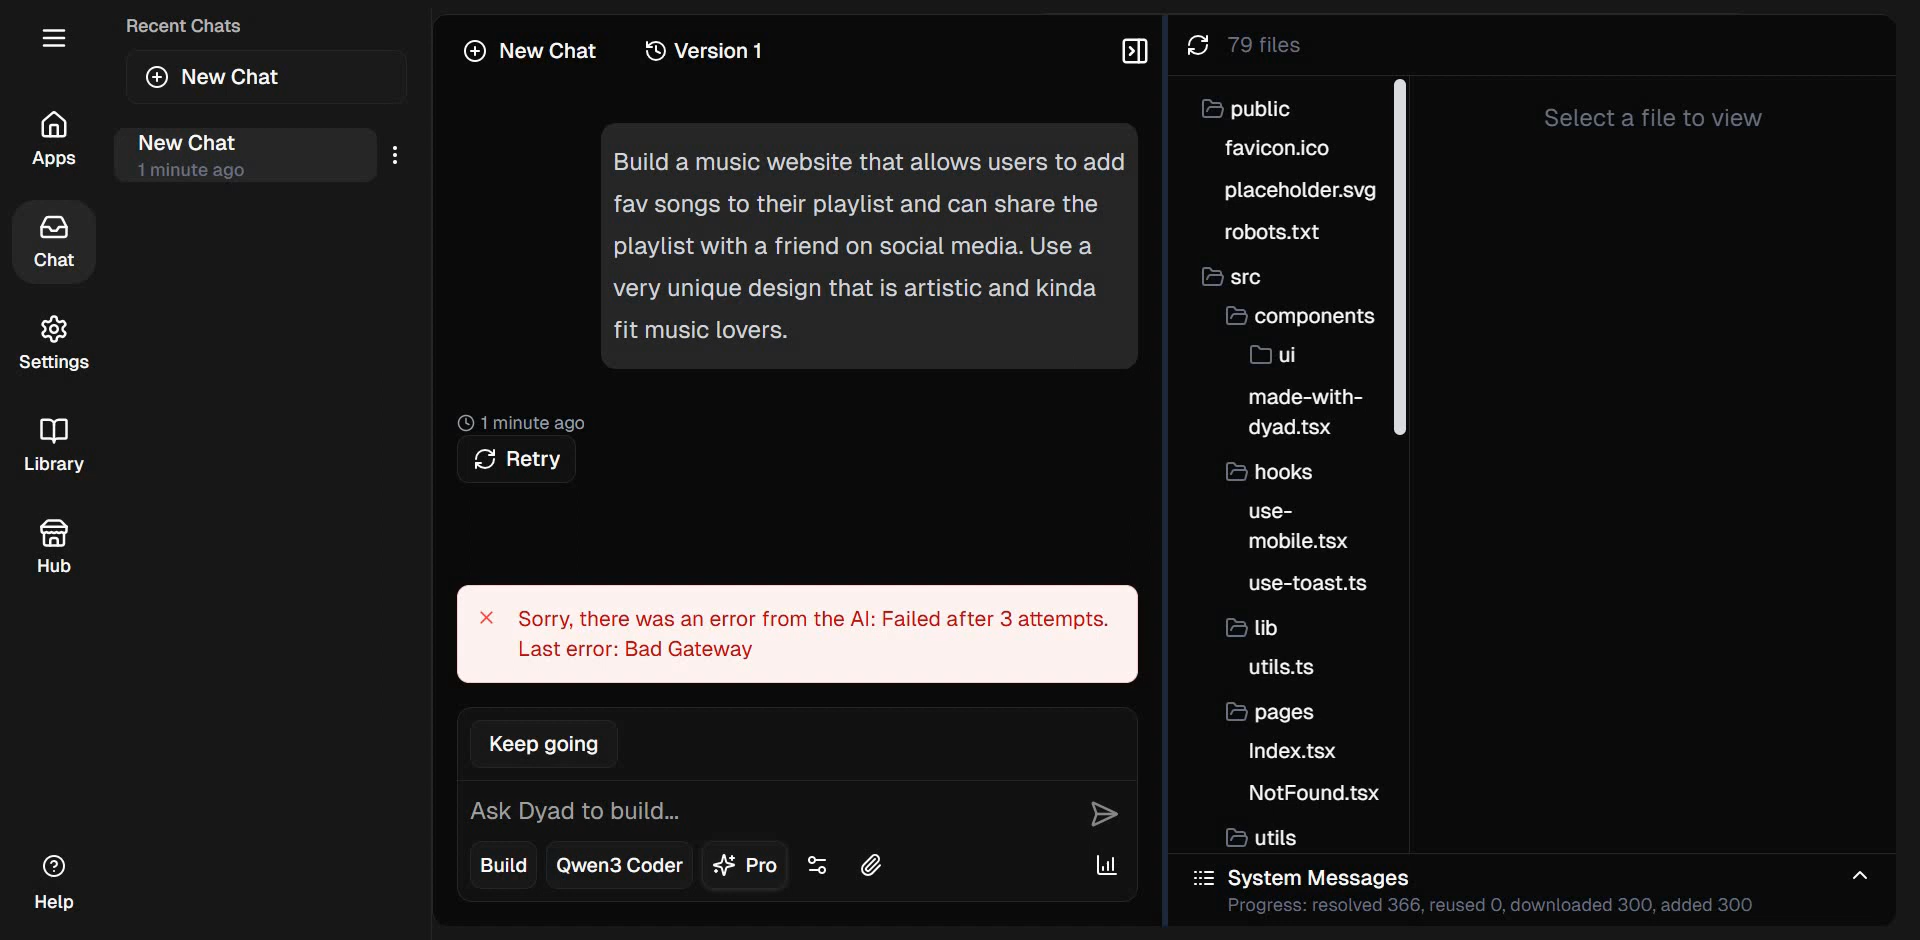 Recent Chats
New Chat
New Chat
1 minute ago
Apps
Chat
Settings
Library
Hub
Help
New Chat
Version 1
Build a music website that allows users to add
fav songs to their playlist and can share the
playlist with a friend on social media. Use a
very unique design that is artistic and kinda
fit music lovers.
1 minute ago
Retry
Sorry, there was an error from the AI: Failed after 3 attempts.
Last error: Bad Gateway
Keep going
Ask Dyad to build...
Build
Qwen3 Coder
Pro
79 files
public
favicon.ico
placeholder.svg
robots.txt
src
components
ui
made-with-
dyad.tsx
hooks
use-
mobile.tsx
use-toast.ts
lib
utils.ts
pages
Index.tsx
NotFound.tsx
utils
Select a file to view
System Messages
Progress: resolved 366, reused 0, downloaded 300, added 300